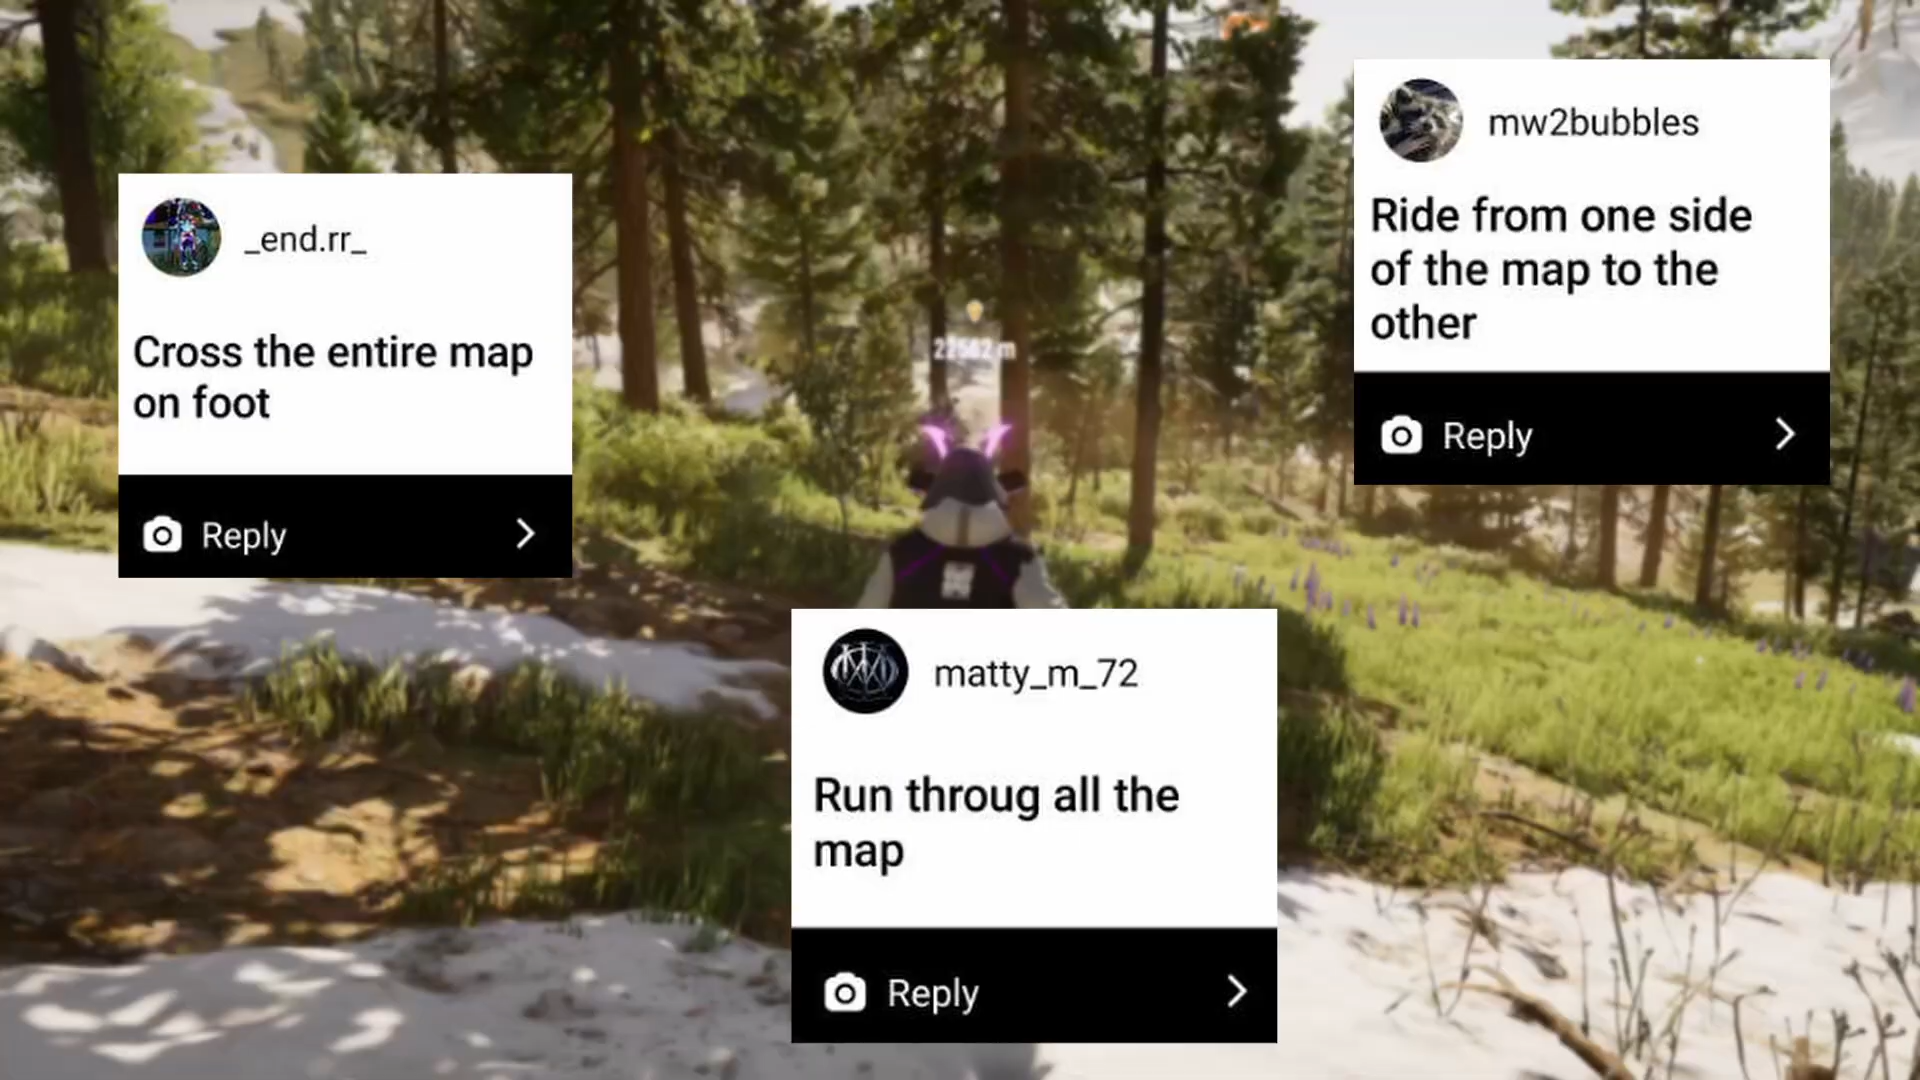 mw2bubbles
Ride from one side
of the map to the
other
Reply
_end.rr_
Cross the entire map
on foot
Reply
22562 m
matty_m_72
Run throug all the
map
Reply